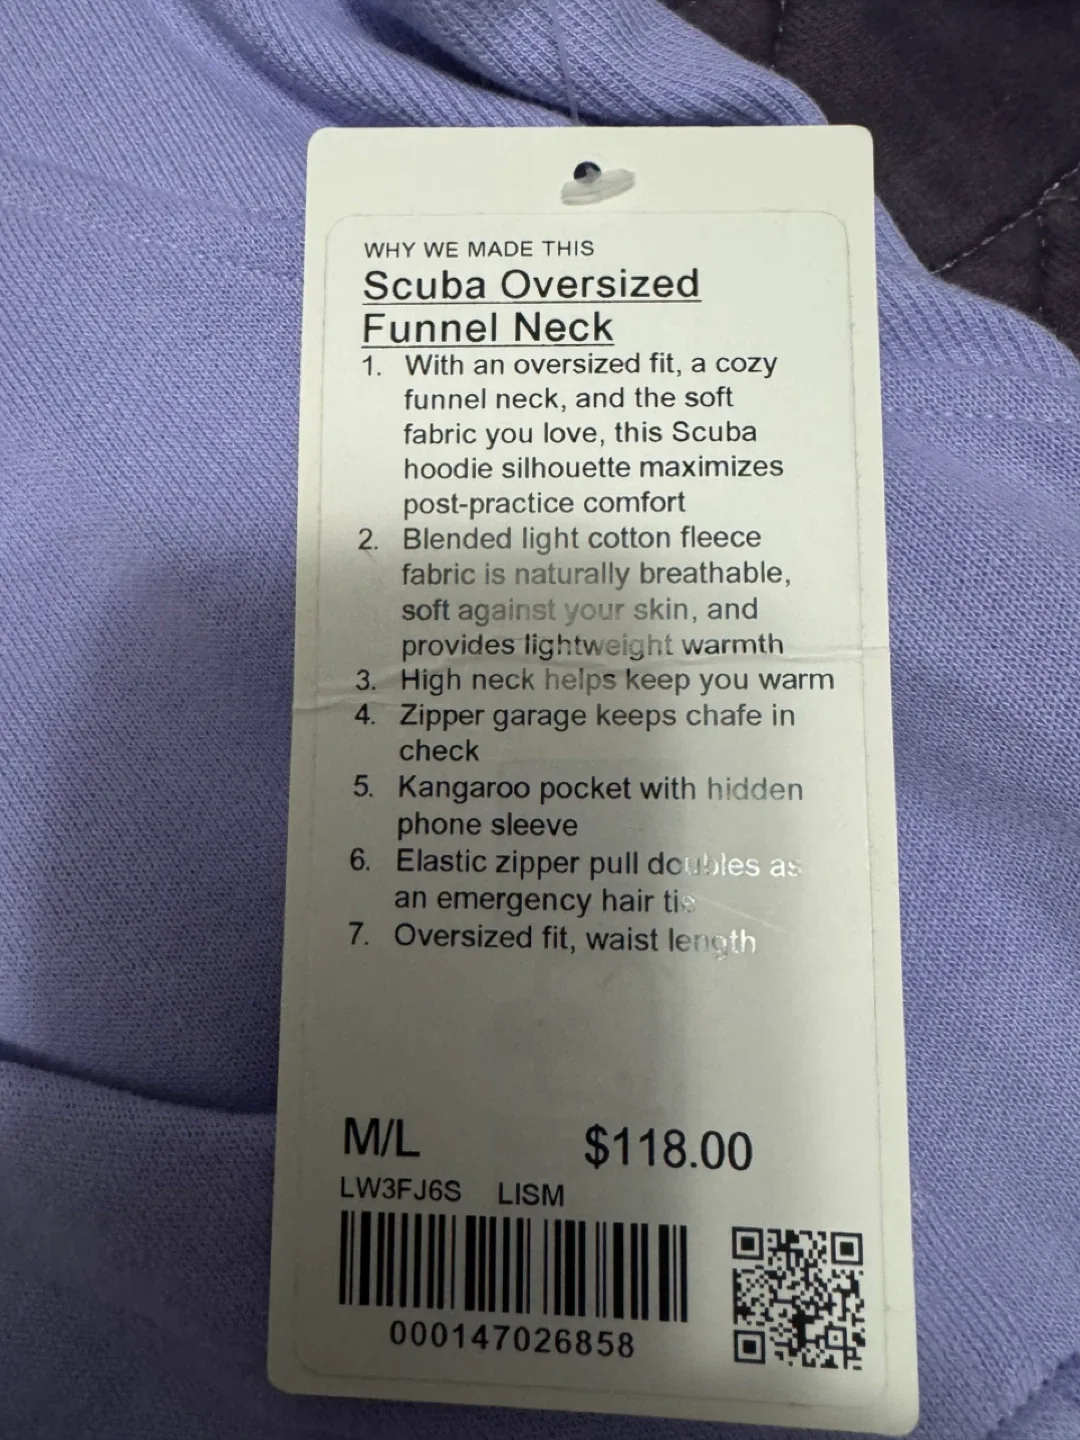 WHY WE MADE THIS
Scuba Oversized
Funnel Neck
1. With an oversized fit, a cozy
funnel neck, and the soft
fabric you love, this Scuba
hoodie silhouette maximizes
post-practice comfort
2. Blended light cotton fleece
fabric is naturally breathable,
soft against your skin, and
provides lightweight warmth
3. High neck helps keep you warm
4. Zipper garage keeps chafe in
check
5. Kangaroo pocket with hidden
phone sleeve
6. Elastic zipper pull doubles as
an emergency hair tie
7. Oversized fit, waist length
M/L $118.00
LW3FJ6S LISM
000147026858